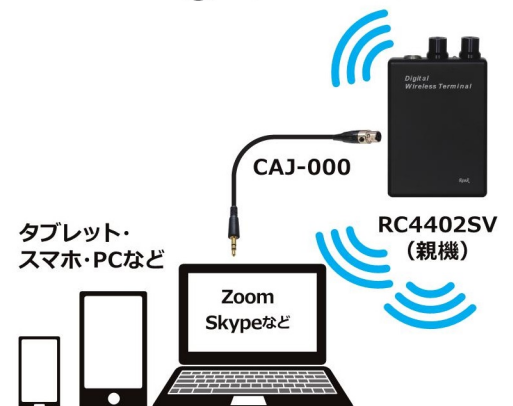 Digital
Wireless Terminal
CAJ-000
RC4402SV
（親機）
タブレット・
スマホ・PCなど
Zoom
Skypeなど